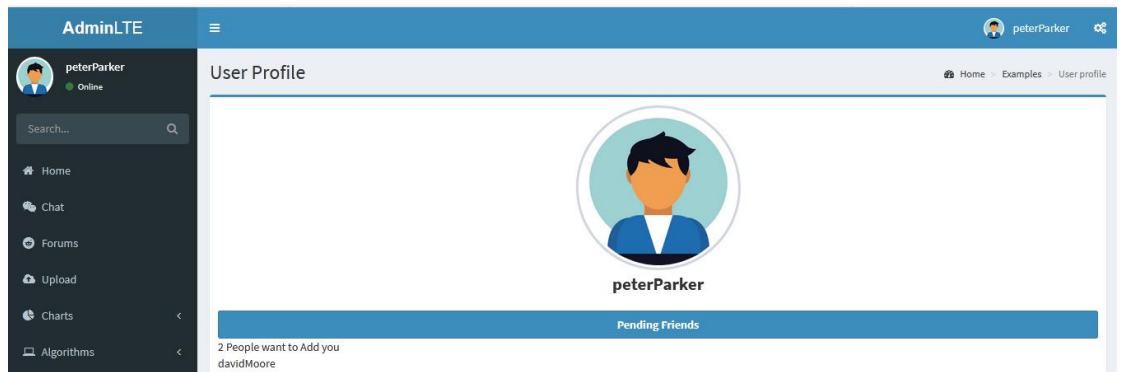 AdminLTE
peterParker
peterParker
Online
User Profile
Home > Examples > User profile
Search...
Home
Chat
Forums
Upload
Charts
Algorithms
peterParker
Pending Friends
2 People want to Add you
davidMoore